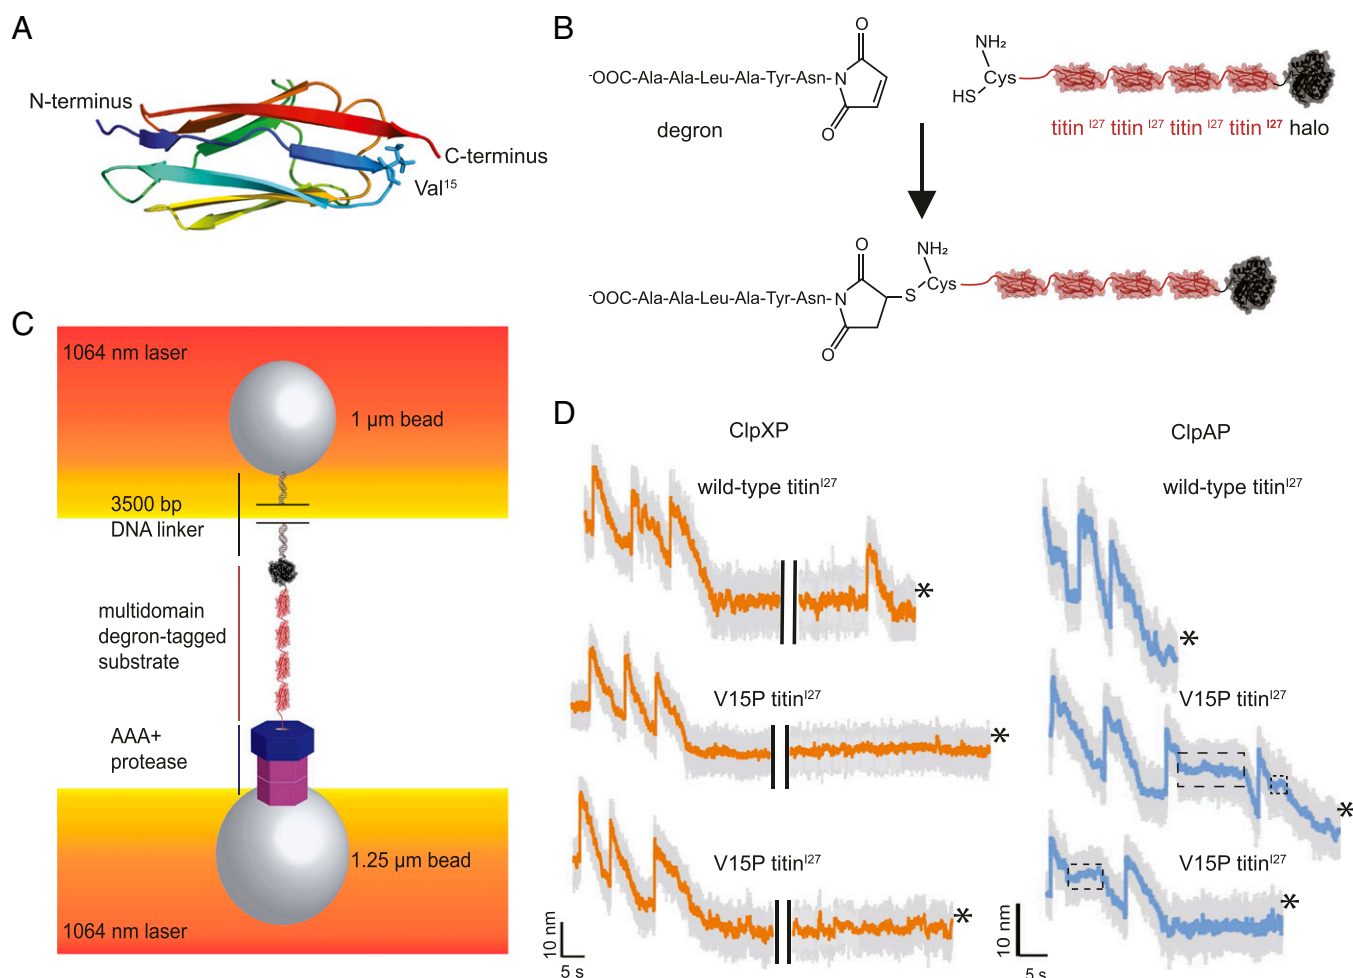 A
N-terminus
C-terminus
Val15
B
-OOC-Ala-Ala-Leu-Ala-Tyr-Asn-N
O
O
degron
NH2
Cys
HS
titin I27 titin I27 titin I27 titin I27 halo
-OOC-Ala-Ala-Leu-Ala-Tyr-Asn-N
O
O
S
NH2
Cys
C
1064 nm laser
1 µm bead
3500 bp
DNA linker
multidomain
degron-tagged
substrate
AAA+
protease
1.25 µm bead
1064 nm laser
D
ClpXP
wild-type titinI27
*
V15P titinI27
*
V15P titinI27
*
10 nm
5 s
ClpAP
wild-type titinI27
*
V15P titinI27
*
V15P titinI27
*
10 nm
5 s